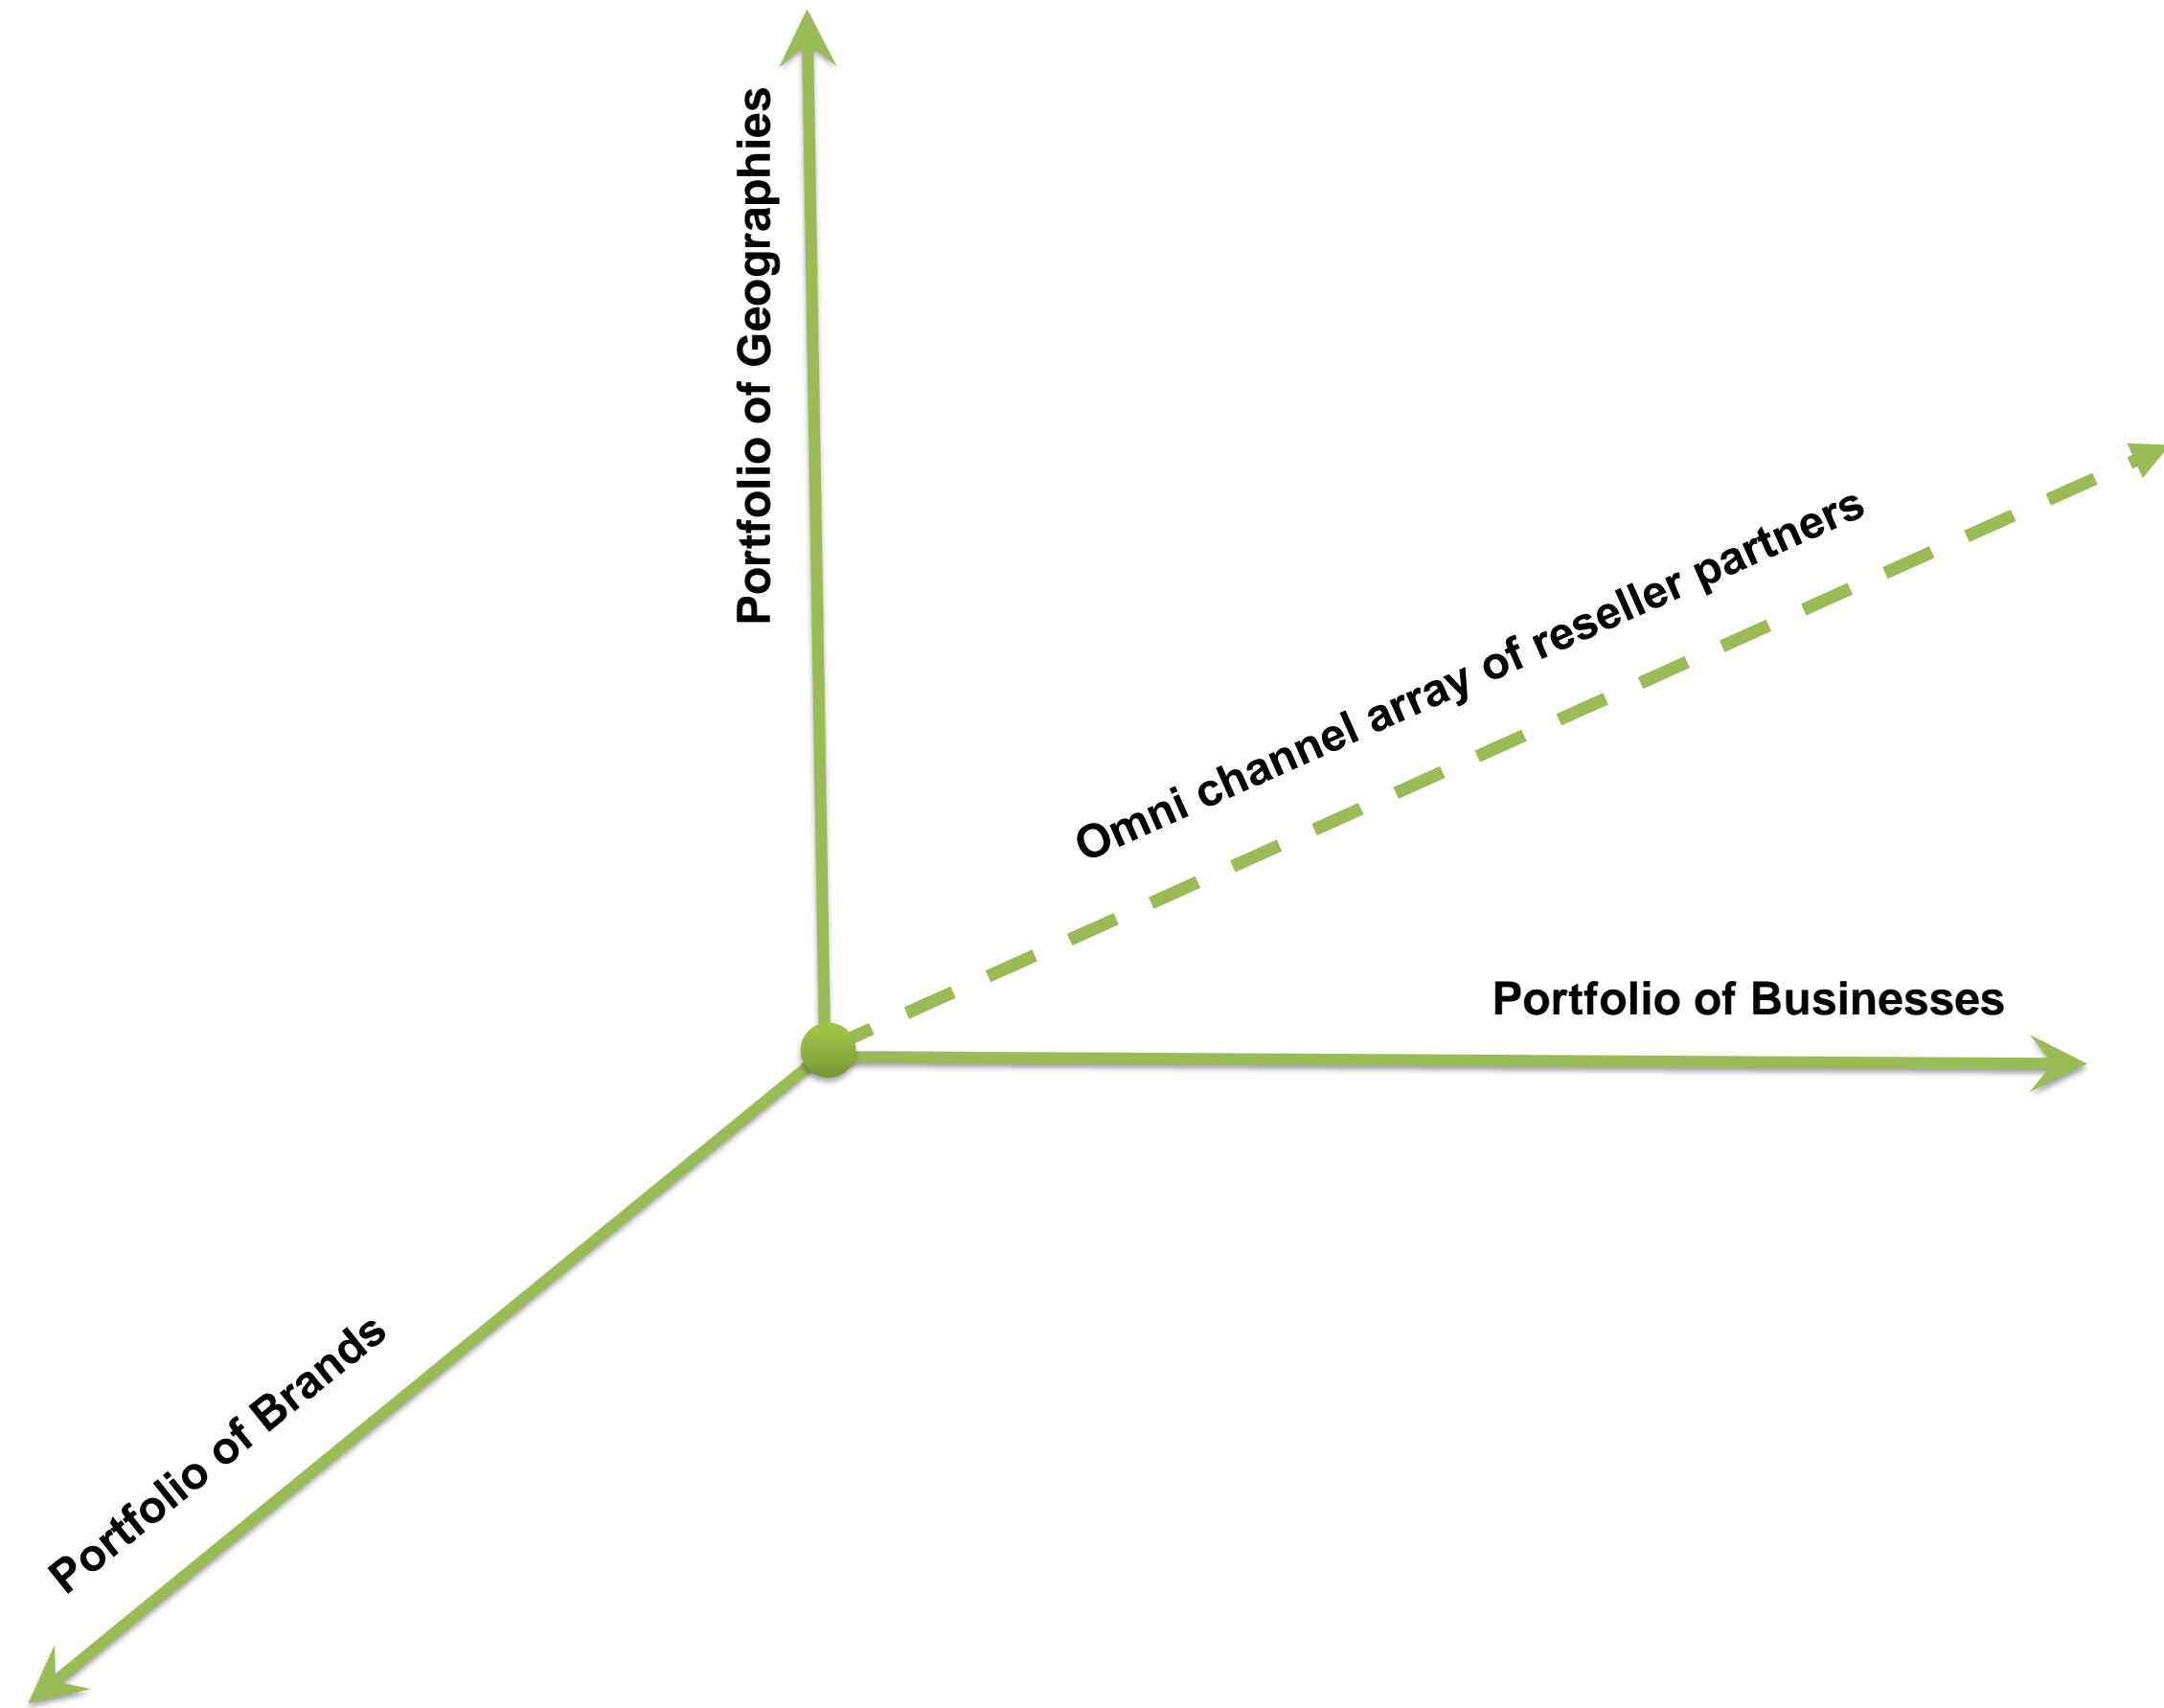 Portfolio of Geographies
Omni channel array of reseller partners
Portfolio of Businesses
Portfolio of Brands